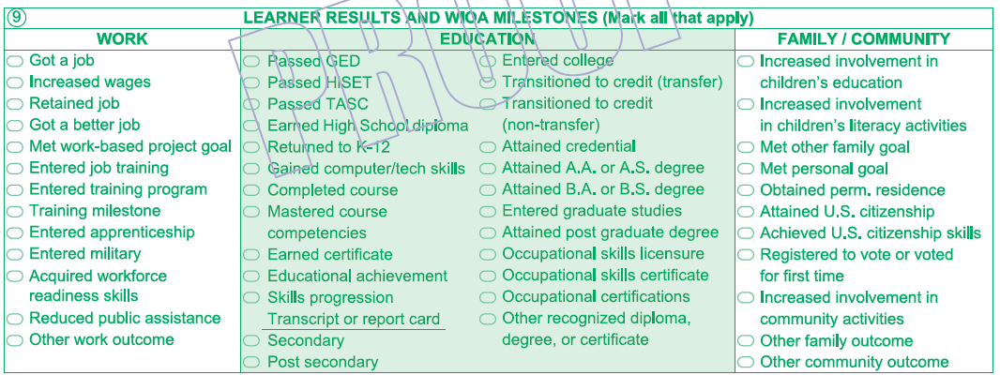 9
LEARNER RESULTS AND WIOA MILESTONES (Mark all that apply)
WORK
Got a job
Increased wages
Retained job
Got a better job
Met work-based project goal
Entered job training
Entered training program
Training milestone
Entered apprenticeship
Entered military
Acquired workforce
readiness skills
Reduced public assistance
Other work outcome
EDUCATION
Passed GED
Passed HiSET
Passed TASC
Earned High School diploma
Returned to K-12
Gained computer/tech skills
Completed course
Mastered course
competencies
Earned certificate
Educational achievement
Skills progression
Transcript or report card
Secondary
Post secondary
Entered college
Transitioned to credit (transfer)
Transitioned to credit
(non-transfer)
Attained credential
Attained A.A. or A.S. degree
Attained B.A. or B.S. degree
Entered graduate studies
Attained post graduate degree
Occupational skills licensure
Occupational skills certificate
Occupational certifications
Other recognized diploma,
degree, or certificate
FAMILY / COMMUNITY
Increased involvement in
children's education
Increased involvement
in children's literacy activities
Met other family goal
Met personal goal
Obtained perm. residence
Attained U.S. citizenship
Achieved U.S. citizenship skills
Registered to vote or voted
for first time
Increased involvement in
community activities
Other family outcome
Other community outcome